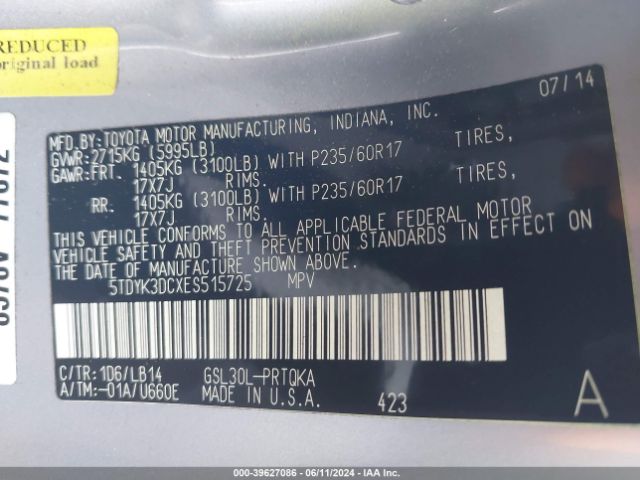 REDUCED
original load
07/14
MFD.BY:TOYOTA MOTOR MANUFACTURING, INDIANA, INC.
GVWR:2715KG (5995LB)
GAWR:FRT. 1405KG (3100LB) WITH P235/60R17 TIRES,
17X7J RIMS.
RR. 1405KG (3100LB) WITH P235/60R17 TIRES,
17X7J RIMS.
THIS VEHICLE CONFORMS TO ALL APPLICABLE FEDERAL MOTOR
VEHICLE SAFETY AND THEFT PREVENTION STANDARDS IN EFFECT ON
THE DATE OF MANUFACTURE SHOWN ABOVE.
5TDYK3DCXES515725 MPV
C/TR:1D6/LB14 GSL30L-PRTQKA
A/TM:-01A/U660E MADE IN U.S.A. 423 A
000-39627086 - 06/11/2024 - IAA Inc.